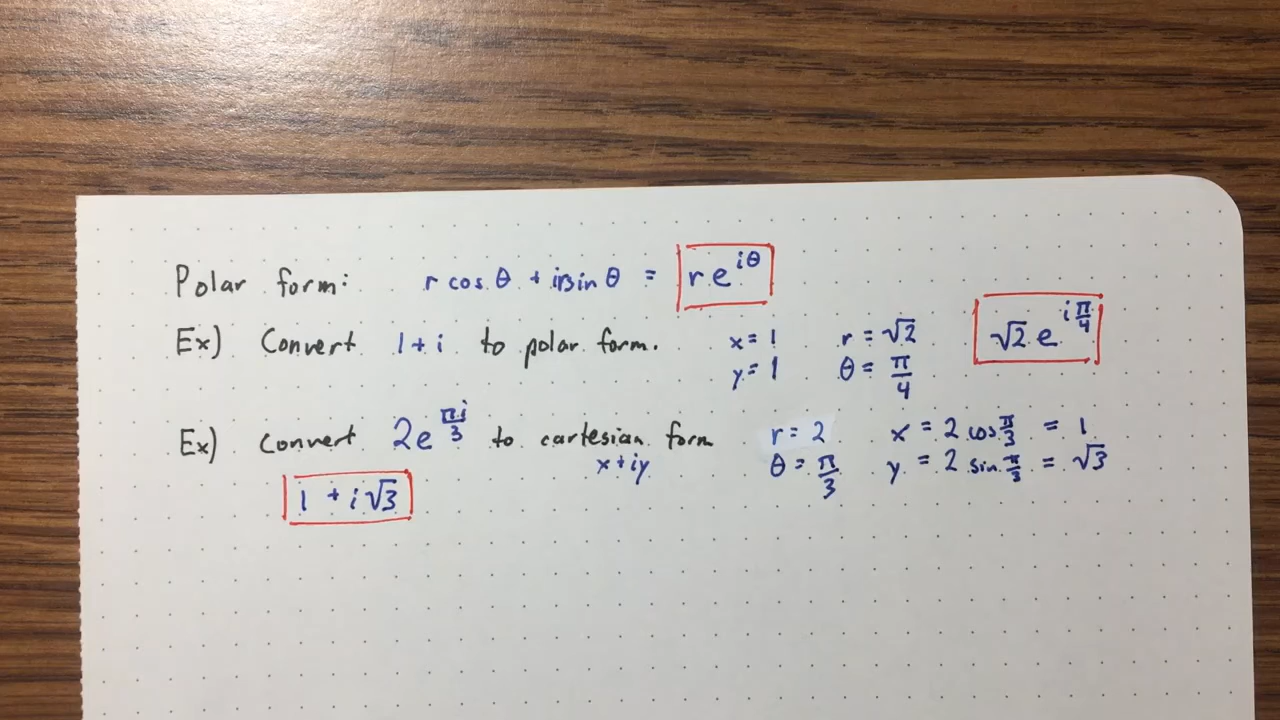 Polar form: r cos θ + ir sin θ = re^{iθ}
Ex) Convert 1 + i to polar form. x = 1 r = √2 √2 e^{i π/4}
y = 1 θ = π/4
Ex) Convert 2e^{πi/3} to cartesian form r = 2 x = 2 cos π/3 = 1
x + iy θ = π/3 y = 2 sin π/3 = √3
1 + i√3